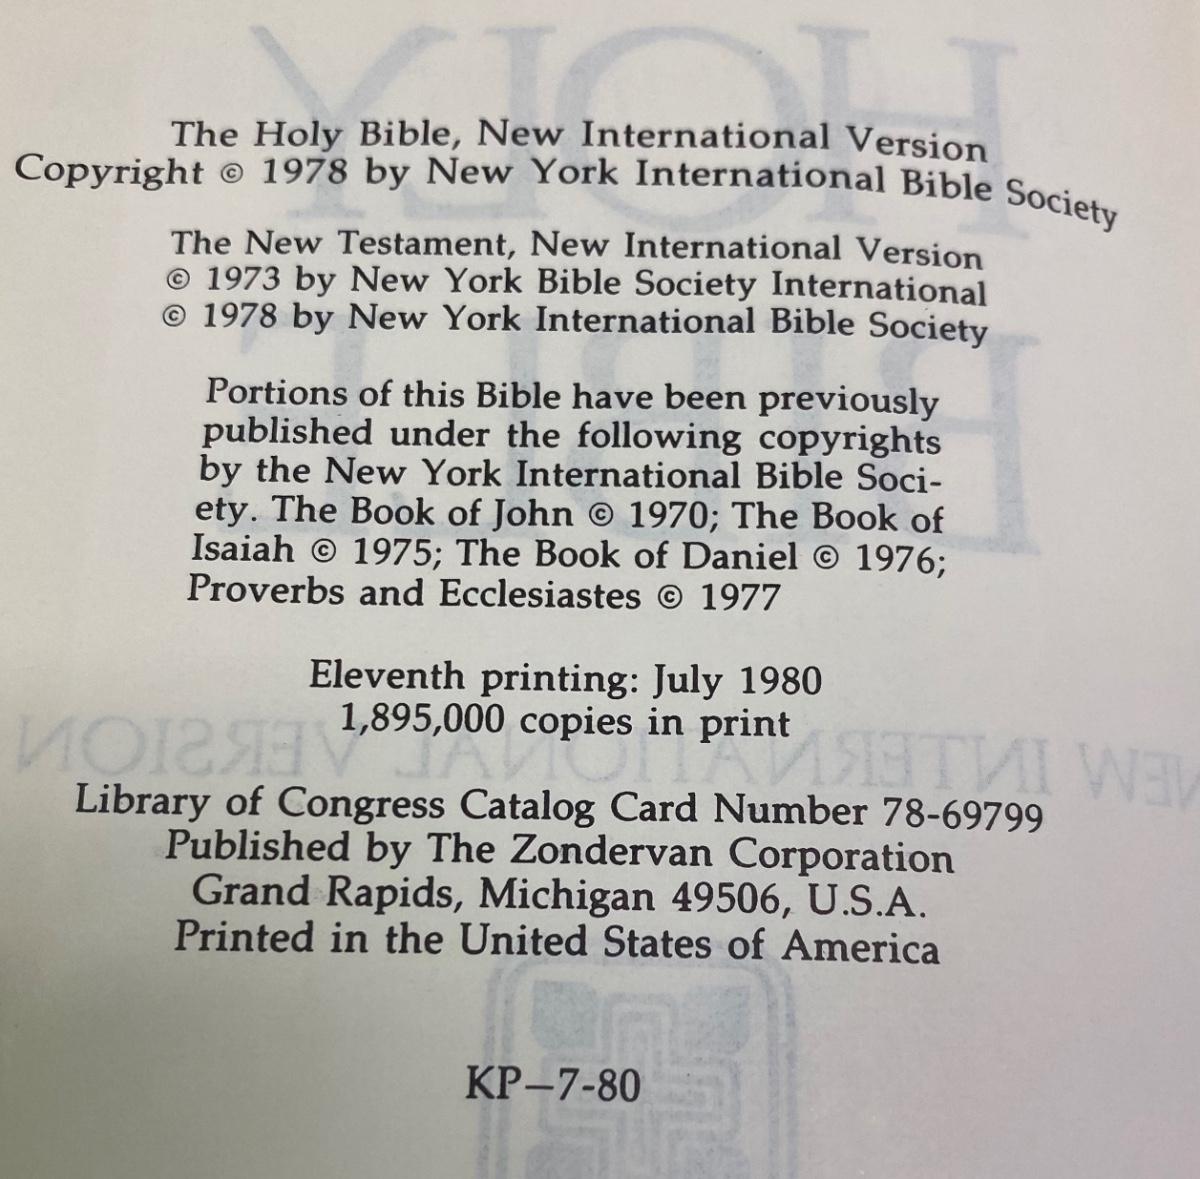 The Holy Bible, New International Version
Copyright © 1978 by New York International Bible Society
The New Testament, New International Version
© 1973 by New York Bible Society International
© 1978 by New York International Bible Society
Portions of this Bible have been previously
published under the following copyrights
by the New York International Bible Soci-
ety. The Book of John © 1970; The Book of
Isaiah © 1975; The Book of Daniel © 1976;
Proverbs and Ecclesiastes © 1977
Eleventh printing: July 1980
1,895,000 copies in print
Library of Congress Catalog Card Number 78-69799
Published by The Zondervan Corporation
Grand Rapids, Michigan 49506, U.S.A.
Printed in the United States of America
KP—7-80
HOLY
BIBLE
NEW INTERNATIONAL VERSION